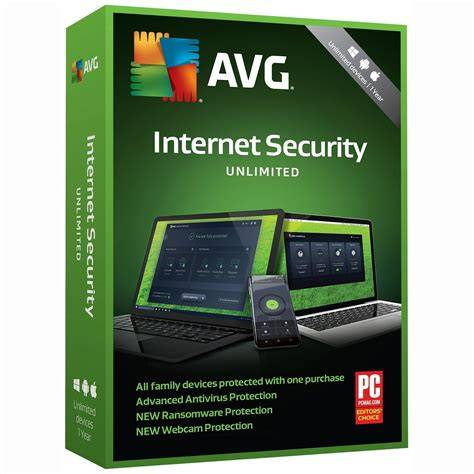 AVG
Internet Security
UNLIMITED
Unlimited
devices | 1 Year
AVG
Internet Security
UNLIMITED
Unlimited
devices
1 Year
All family devices protected with one purchase
Advanced Antivirus Protection
NEW Ransomware Protection
NEW Webcam Protection
PC
PCMAG.COM
EDITORS'
CHOICE